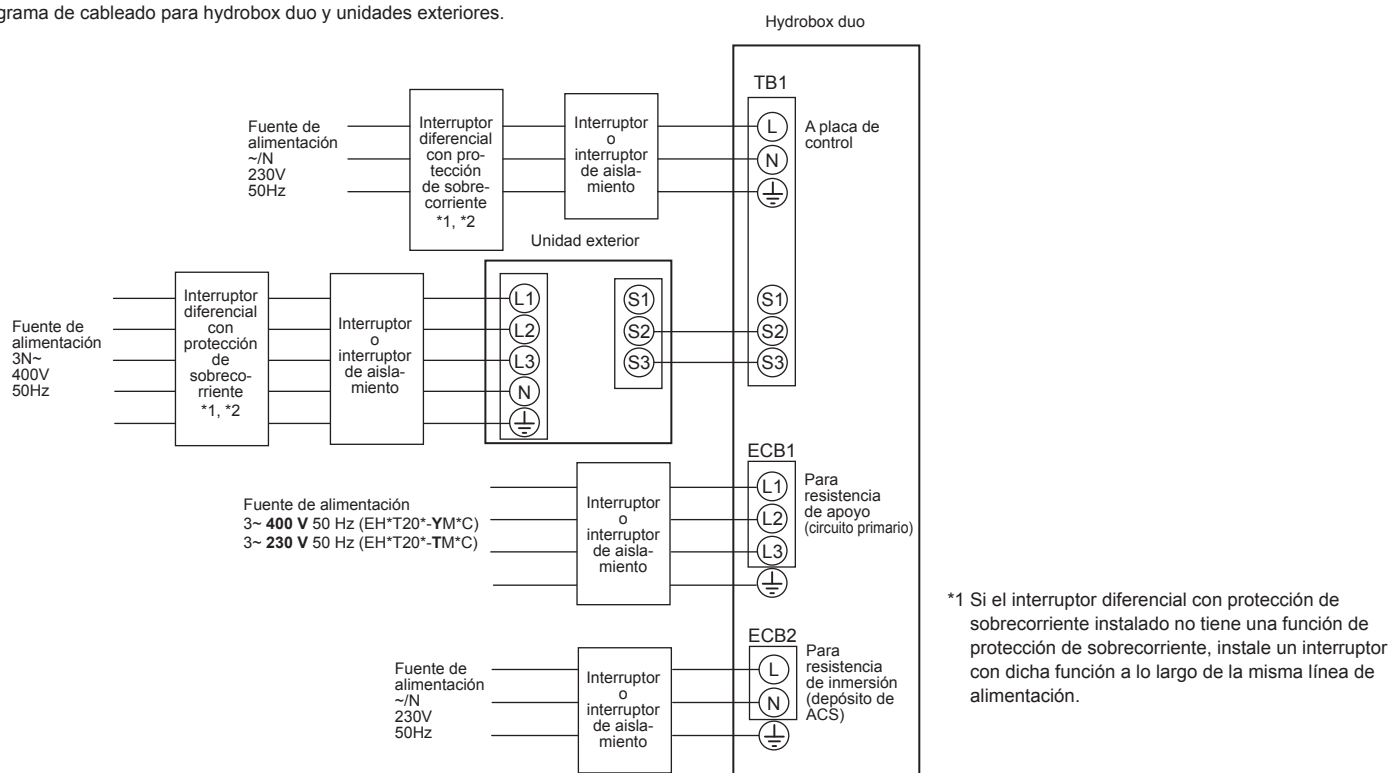 grama de cableado para hydrobox duo y unidades exteriores.
Hydrobox duo
TB1
Fuente de
alimentación
~/N
230V
50Hz
Interruptor
diferencial
con pro-
tección
de sobre-
corriente
*1, *2
Interruptor
o
interruptor
de aisla-
miento
L
N
A placa de
control
Unidad exterior
Fuente de
alimentación
3N~
400V
50Hz
Interruptor
diferencial
con
protección
de
sobreco-
rriente
*1, *2
Interruptor
o
interruptor
de aisla-
miento
L1
L2
L3
N
S1
S2
S3
S1
S2
S3
ECB1
Fuente de alimentación
3~ 400 V 50 Hz (EH*T20*-YM*C)
3~ 230 V 50 Hz (EH*T20*-TM*C)
Interruptor
o
interruptor
de aisla-
miento
L1
L2
L3
Para
resistencia
de apoyo
(circuito primario)
ECB2
Fuente de
alimentación
~/N
230V
50Hz
Interruptor
o
interruptor
de aisla-
miento
L
N
Para
resistencia
de inmersión
(depósito de
ACS)
*1 Si el interruptor diferencial con protección de
sobrecorriente instalado no tiene una función de
protección de sobrecorriente, instale un interruptor
con dicha función a lo largo de la misma línea de
alimentación.